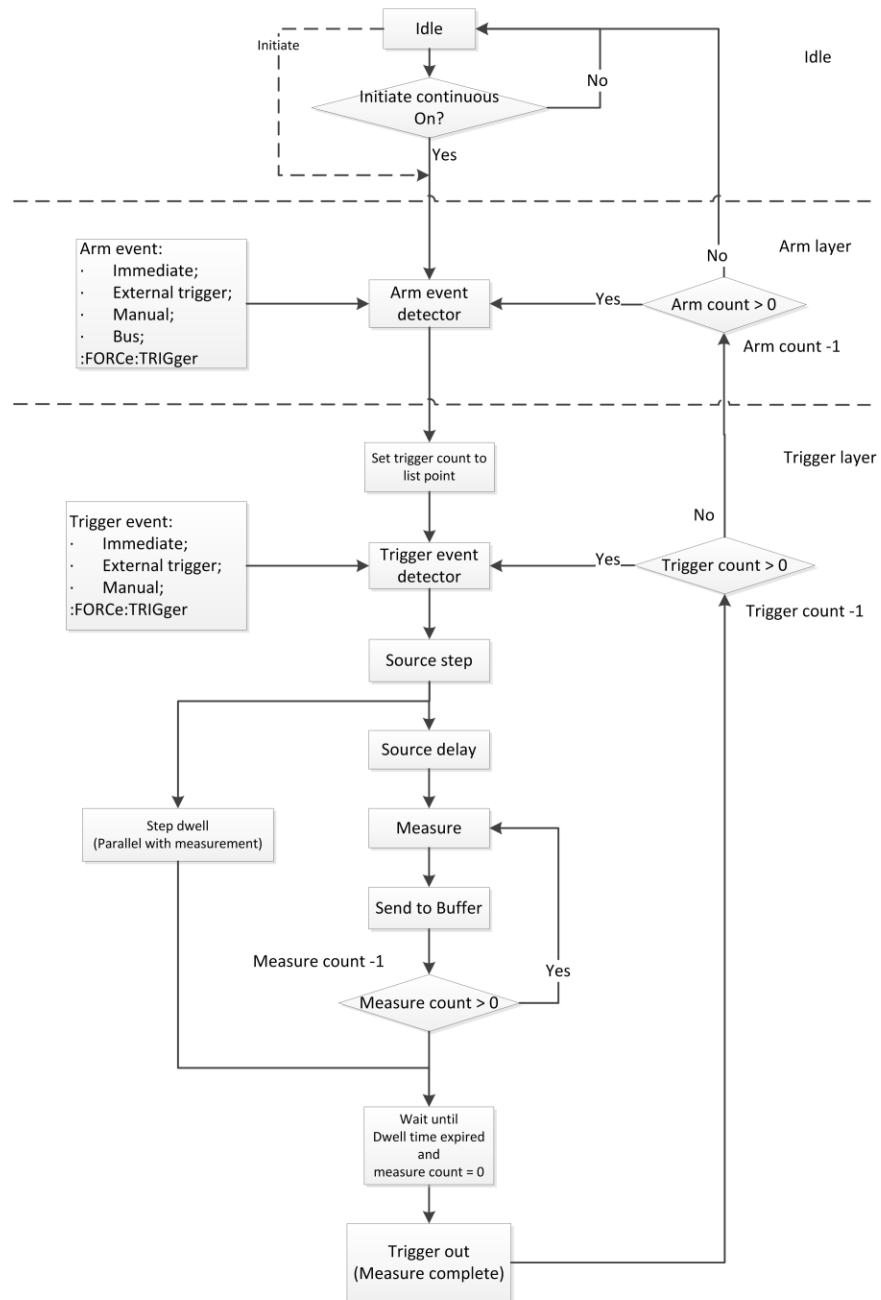 Idle
Initiate
Idle
No
Initiate continuous
On?
Yes
Arm layer
Arm event:
· Immediate;
· External trigger;
· Manual;
· Bus;
:FORCe:TRIGger
No
Arm event
detector
Yes
Arm count > 0
Arm count -1
Trigger layer
Set trigger count to
list point
No
Trigger event:
· Immediate;
· External trigger;
· Manual;
:FORCe:TRIGger
Trigger event
detector
Yes
Trigger count > 0
Trigger count -1
Source step
Source delay
Step dwell
(Parallel with measurement)
Measure
Send to Buffer
Measure count -1
Yes
Measure count > 0
Wait until
Dwell time expired
and
measure count = 0
Trigger out
(Measure complete)